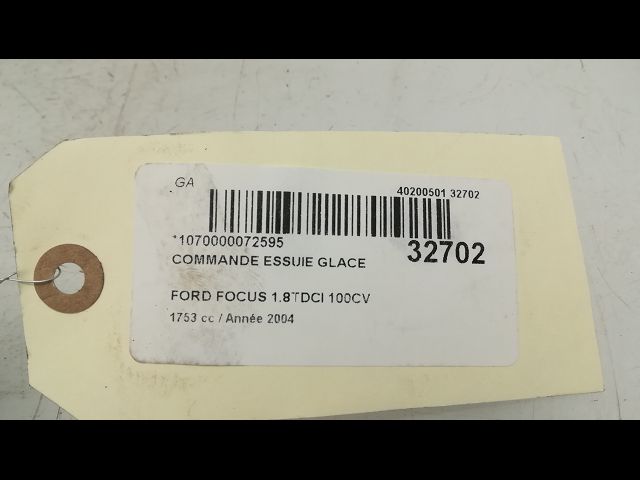 GA
40200501 32702
*1070000072595
32702
COMMANDE ESSUIE GLACE
FORD FOCUS 1.8TDCI 100CV
1753 cc / Année 2004